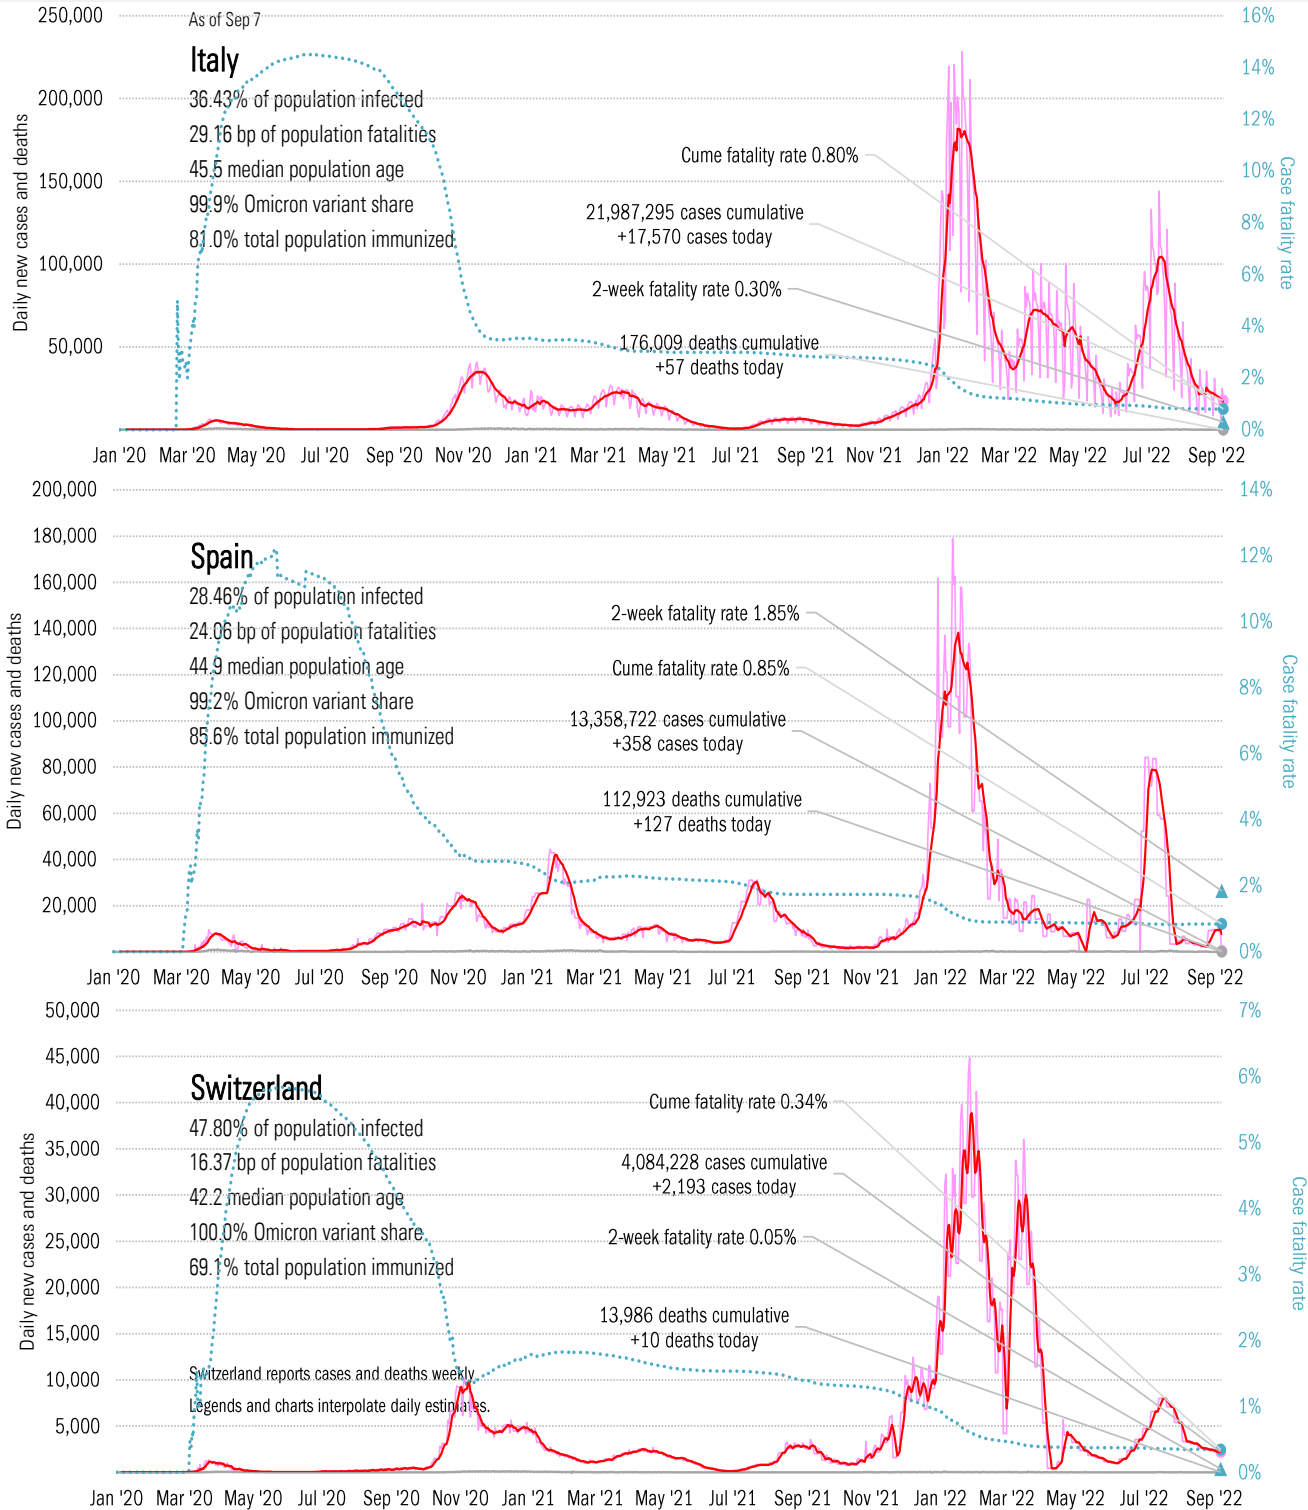 250,000
As of Sep 7
16%
Italy
14%
36.43% of population infected
200,000
12%
29.16 bp of population fatalities
Cume fatality rate 0.80%
45.5 median population age
150,000
10%
99.9% Omicron variant share
21,987,295 cases cumulative
+17,570 cases today
8%
81.0% total population immunized
100,000
6%
2-week fatality rate 0.30%
4%
50,000
176,009 deaths cumulative
+57 deaths today
2%
0%
Daily new cases and deaths
Case fatality rate
Jan '20 Mar '20 May '20 Jul '20 Sep '20 Nov '20 Jan '21 Mar '21 May '21 Jul '21 Sep '21 Nov '21 Jan '22 Mar '22 May '22 Jul '22 Sep '22
200,000
14%
180,000
Spain
12%
160,000
28.46% of population infected
2-week fatality rate 1.85%
140,000
24.06 bp of population fatalities
10%
44.9 median population age
Cume fatality rate 0.85%
120,000
8%
99.2% Omicron variant share
100,000
13,358,722 cases cumulative
+358 cases today
85.6% total population immunized
6%
80,000
112,923 deaths cumulative
+127 deaths today
60,000
4%
40,000
2%
20,000
0%
Daily new cases and deaths
Case fatality rate
Jan '20 Mar '20 May '20 Jul '20 Sep '20 Nov '20 Jan '21 Mar '21 May '21 Jul '21 Sep '21 Nov '21 Jan '22 Mar '22 May '22 Jul '22 Sep '22
50,000
7%
45,000
6%
Switzerland
40,000
Cume fatality rate 0.34%
47.80% of population infected
35,000
5%
16.37 bp of population fatalities
4,084,228 cases cumulative
+2,193 cases today
42.2 median population age
30,000
4%
100.0% Omicron variant share
25,000
2-week fatality rate 0.05%
69.1% total population immunized
3%
20,000
13,986 deaths cumulative
+10 deaths today
15,000
2%
Switzerland reports cases and deaths weekly
10,000
Legends and charts interpolate daily estimates.
1%
5,000
0%
Daily new cases and deaths
Case fatality rate
Jan '20 Mar '20 May '20 Jul '20 Sep '20 Nov '20 Jan '21 Mar '21 May '21 Jul '21 Sep '21 Nov '21 Jan '22 Mar '22 May '22 Jul '22 Sep '22